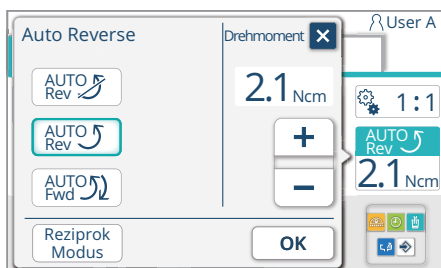 Auto Reverse
Drehmoment
User A
AUTO
Rev
2.1 Ncm
1:1
AUTO
Rev
+
AUTO
Rev
2.1 Ncm
AUTO
Fwd
−
Reziprok
Modus
OK